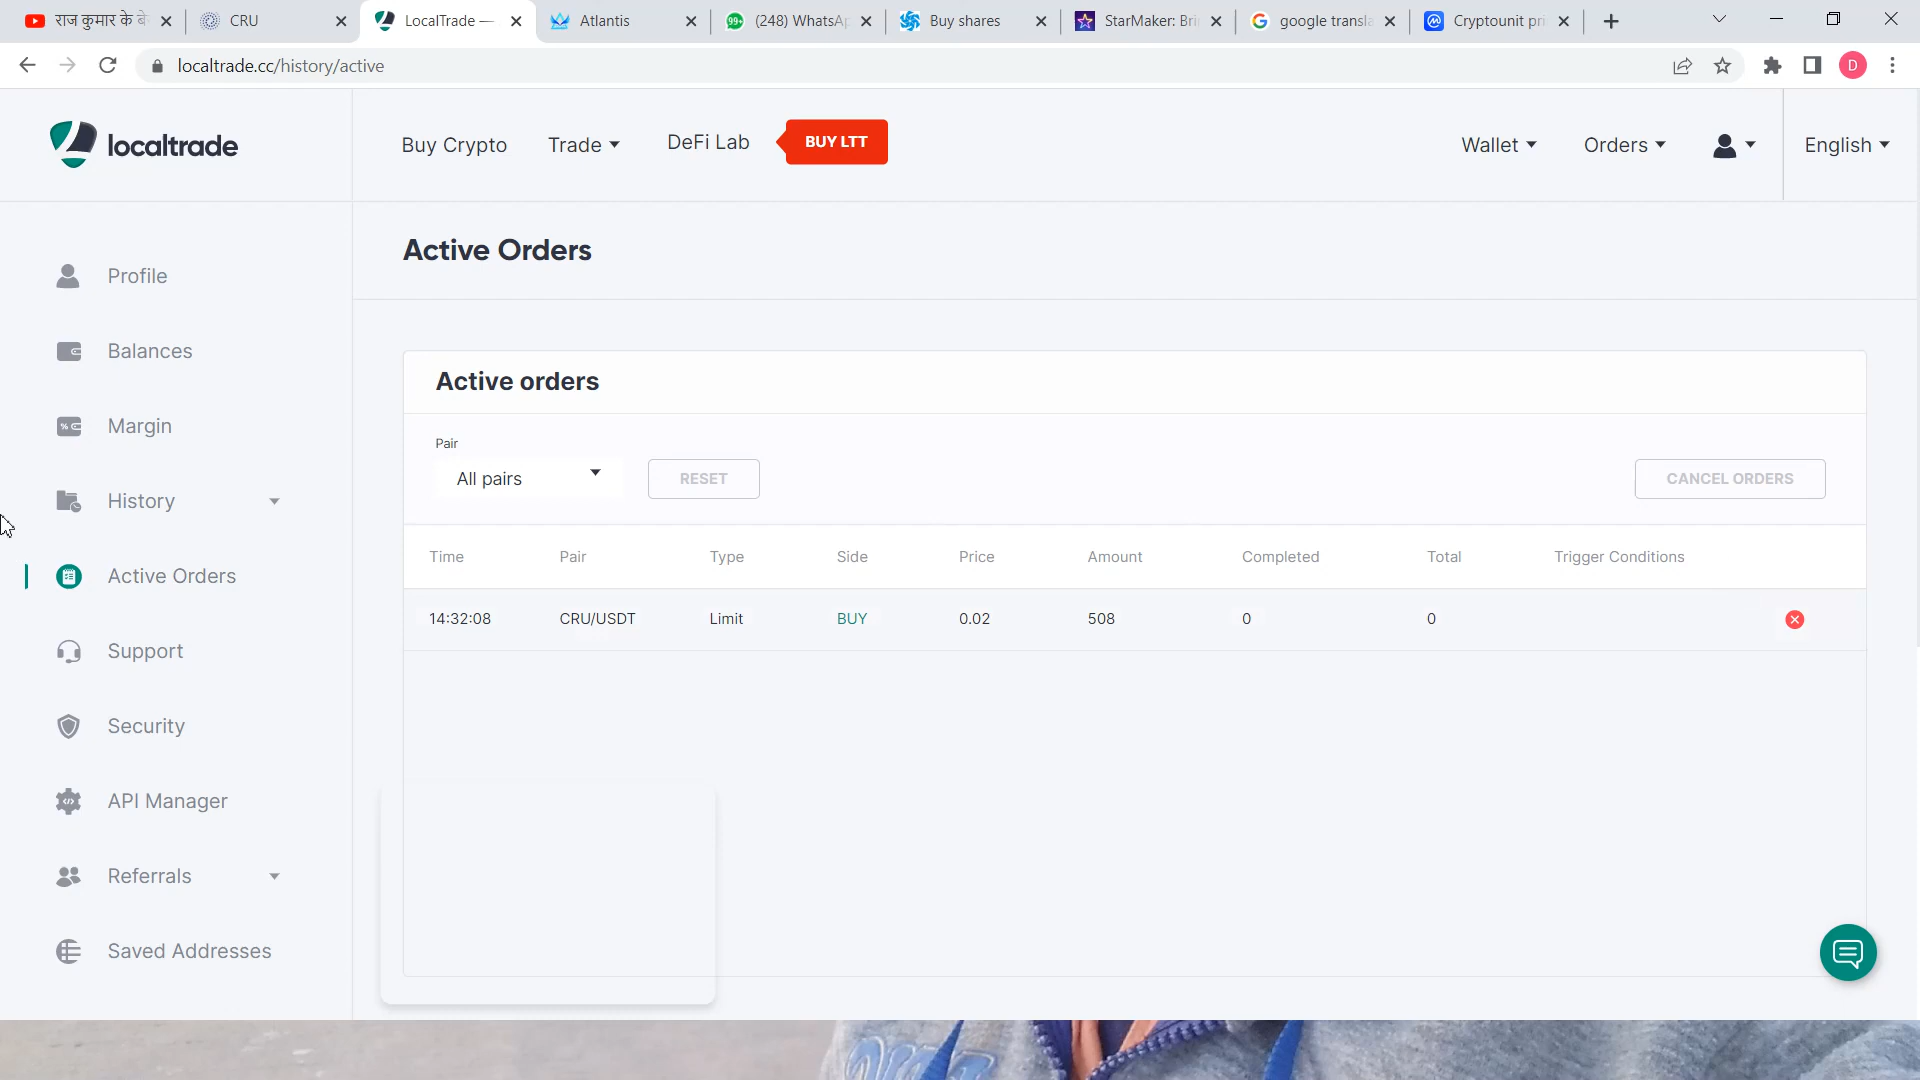 राज कुमार के बे
CRU
LocalTrade —
Atlantis
99+
(248) WhatsAp
Buy shares
StarMaker: Bri
google transla
Cryptounit pri
localtrade.cc/history/active
D
localtrade
Buy Crypto
Trade
DeFi Lab
BUY LTT
Wallet
Orders
English
Profile
Balances
Margin
History
Active Orders
Support
Security
API Manager
Referrals
Saved Addresses
Active Orders
Active orders
Pair
All pairs
RESET
CANCEL ORDERS
Time Pair Type Side Price Amount Completed Total Trigger Conditions
14:32:08 CRU/USDT Limit BUY 0.02 508 0 0